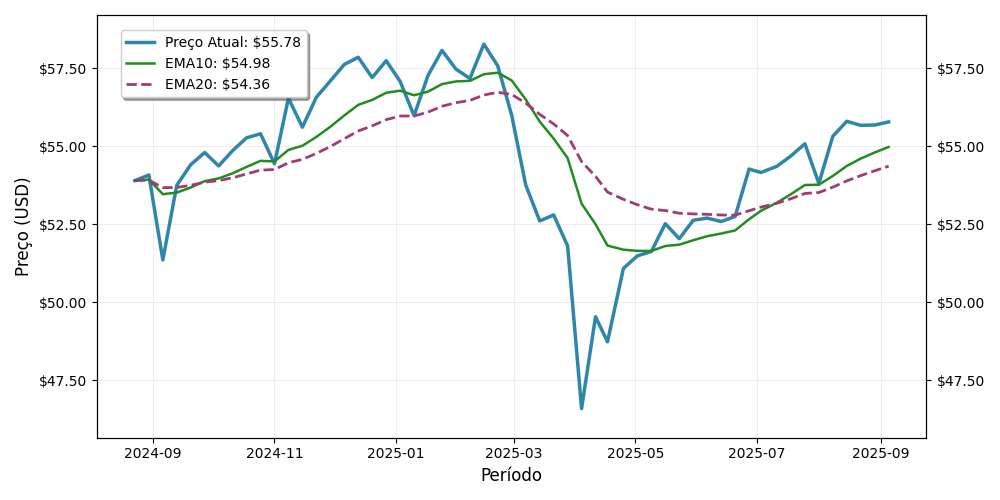 Preço Atual: $55.78
EMA10: $54.98
EMA20: $54.36
$57.50 $57.50
$55.00 $55.00
$52.50 $52.50
$50.00 $50.00
$47.50 $47.50
Preço (USD)
2024-09 2024-11 2025-01 2025-03 2025-05 2025-07 2025-09
Período